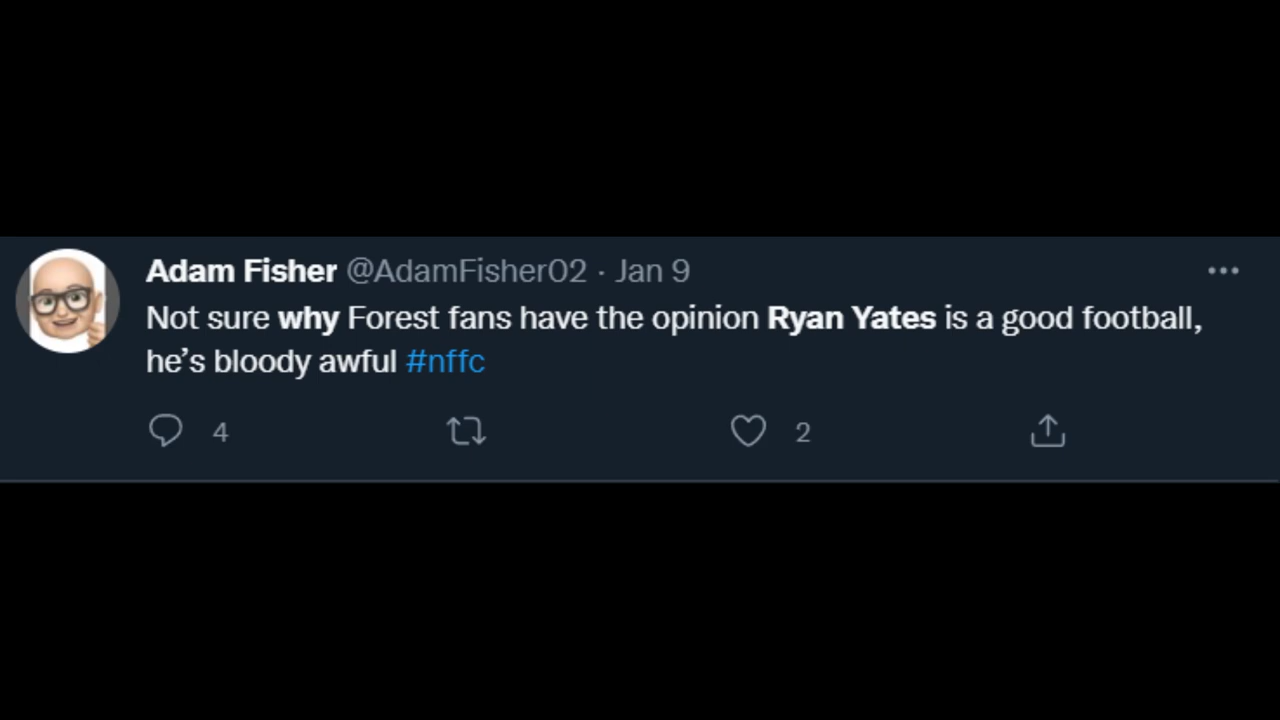 Adam Fisher @AdamFisher02 · Jan 9
Not sure why Forest fans have the opinion Ryan Yates is a good football,
he’s bloody awful #nffc
4 2